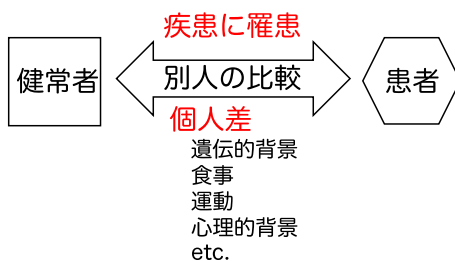 疾患に罹患
健常者
別人の比較
患者
個人差
遺伝的背景
食事
運動
心理的背景
etc.